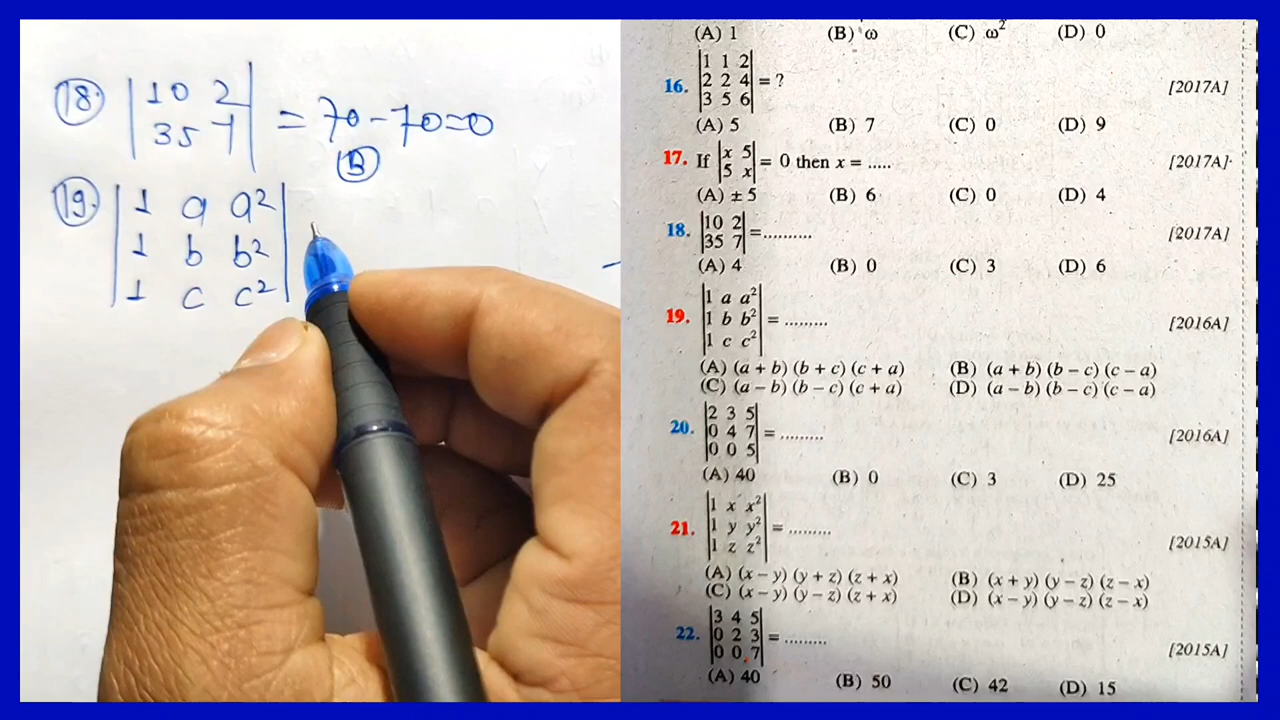 18. | 10 2 |
| 35 7 | = 70 - 70 = 0
(B)
19. | 1 a a² |
| 1 b b² |
| 1 c c² |
(A) 1 (B) ω (C) ω² (D) 0
|1 1 2|
16. |2 2 4| = ? [2017A]
|3 5 6|
(A) 5 (B) 7 (C) 0 (D) 9
17. If |x 5| = 0 then x = ..... [2017A]
|5 x|
(A) ± 5 (B) 6 (C) 0 (D) 4
18. |10 2| = .......... [2017A]
|35 7|
(A) 4 (B) 0 (C) 3 (D) 6
|1 a a²|
19. |1 b b²| = ......... [2016A]
|1 c c²|
(A) (a + b) (b + c) (c + a) (B) (a + b) (b − c) (c − a)
(C) (a − b) (b − c) (c + a) (D) (a − b) (b − c) (c − a)
|2 3 5|
20. |0 4 7| = ......... [2016A]
|0 0 5|
(A) 40 (B) 0 (C) 3 (D) 25
|1 x x²|
21. |1 y y²| = ......... [2015A]
|1 z z²|
(A) (x − y) (y + z) (z + x) (B) (x + y) (y − z) (z − x)
(C) (x − y) (y − z) (z + x) (D) (x − y) (y − z) (z − x)
|3 4 5|
22. |0 2 3| = ......... [2015A]
|0 0 7|
(A) 40 (B) 50 (C) 42 (D) 15